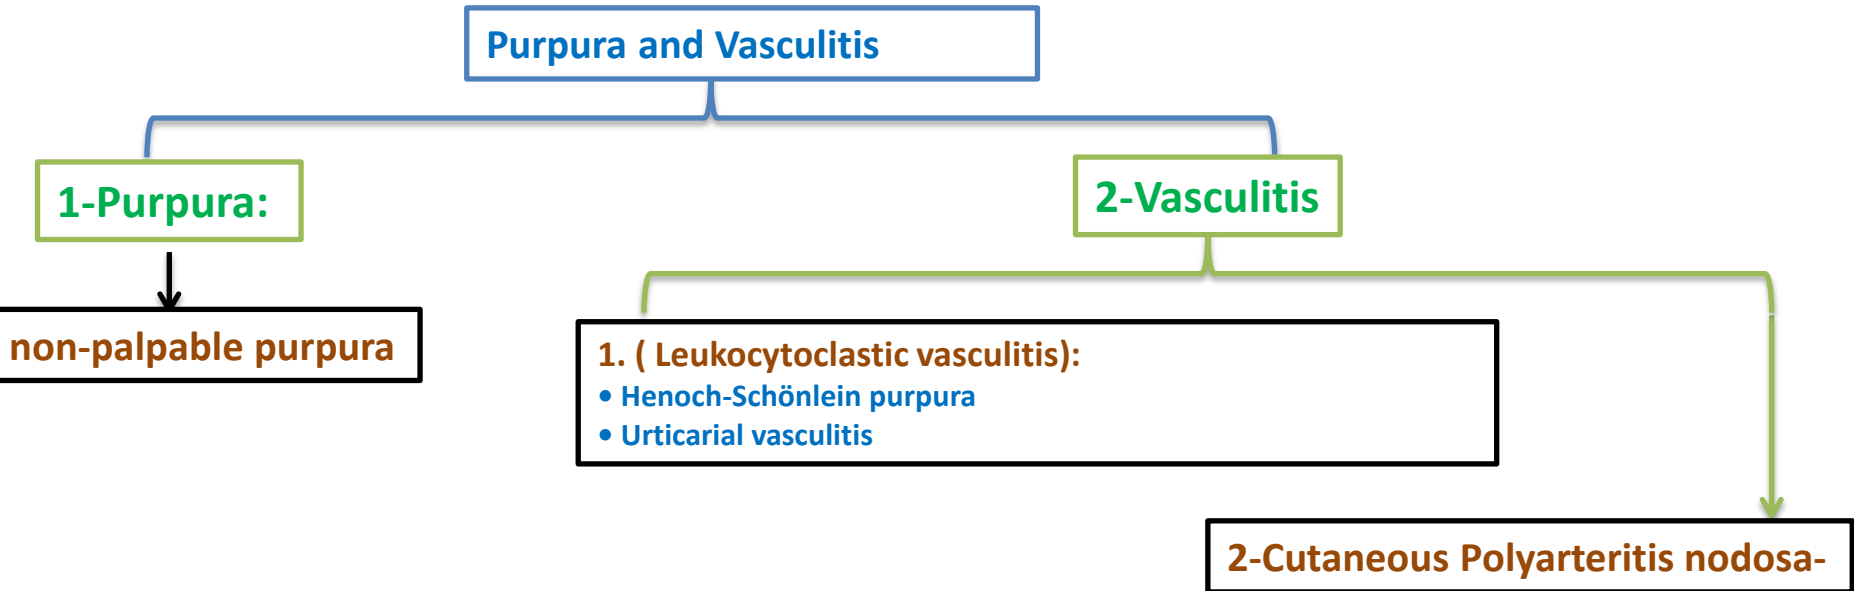 Purpura and Vasculitis
1-Purpura:
2-Vasculitis
non-palpable purpura
1. ( Leukocytoclastic vasculitis):
• Henoch-Schönlein purpura
• Urticarial vasculitis
2-Cutaneous Polyarteritis nodosa-